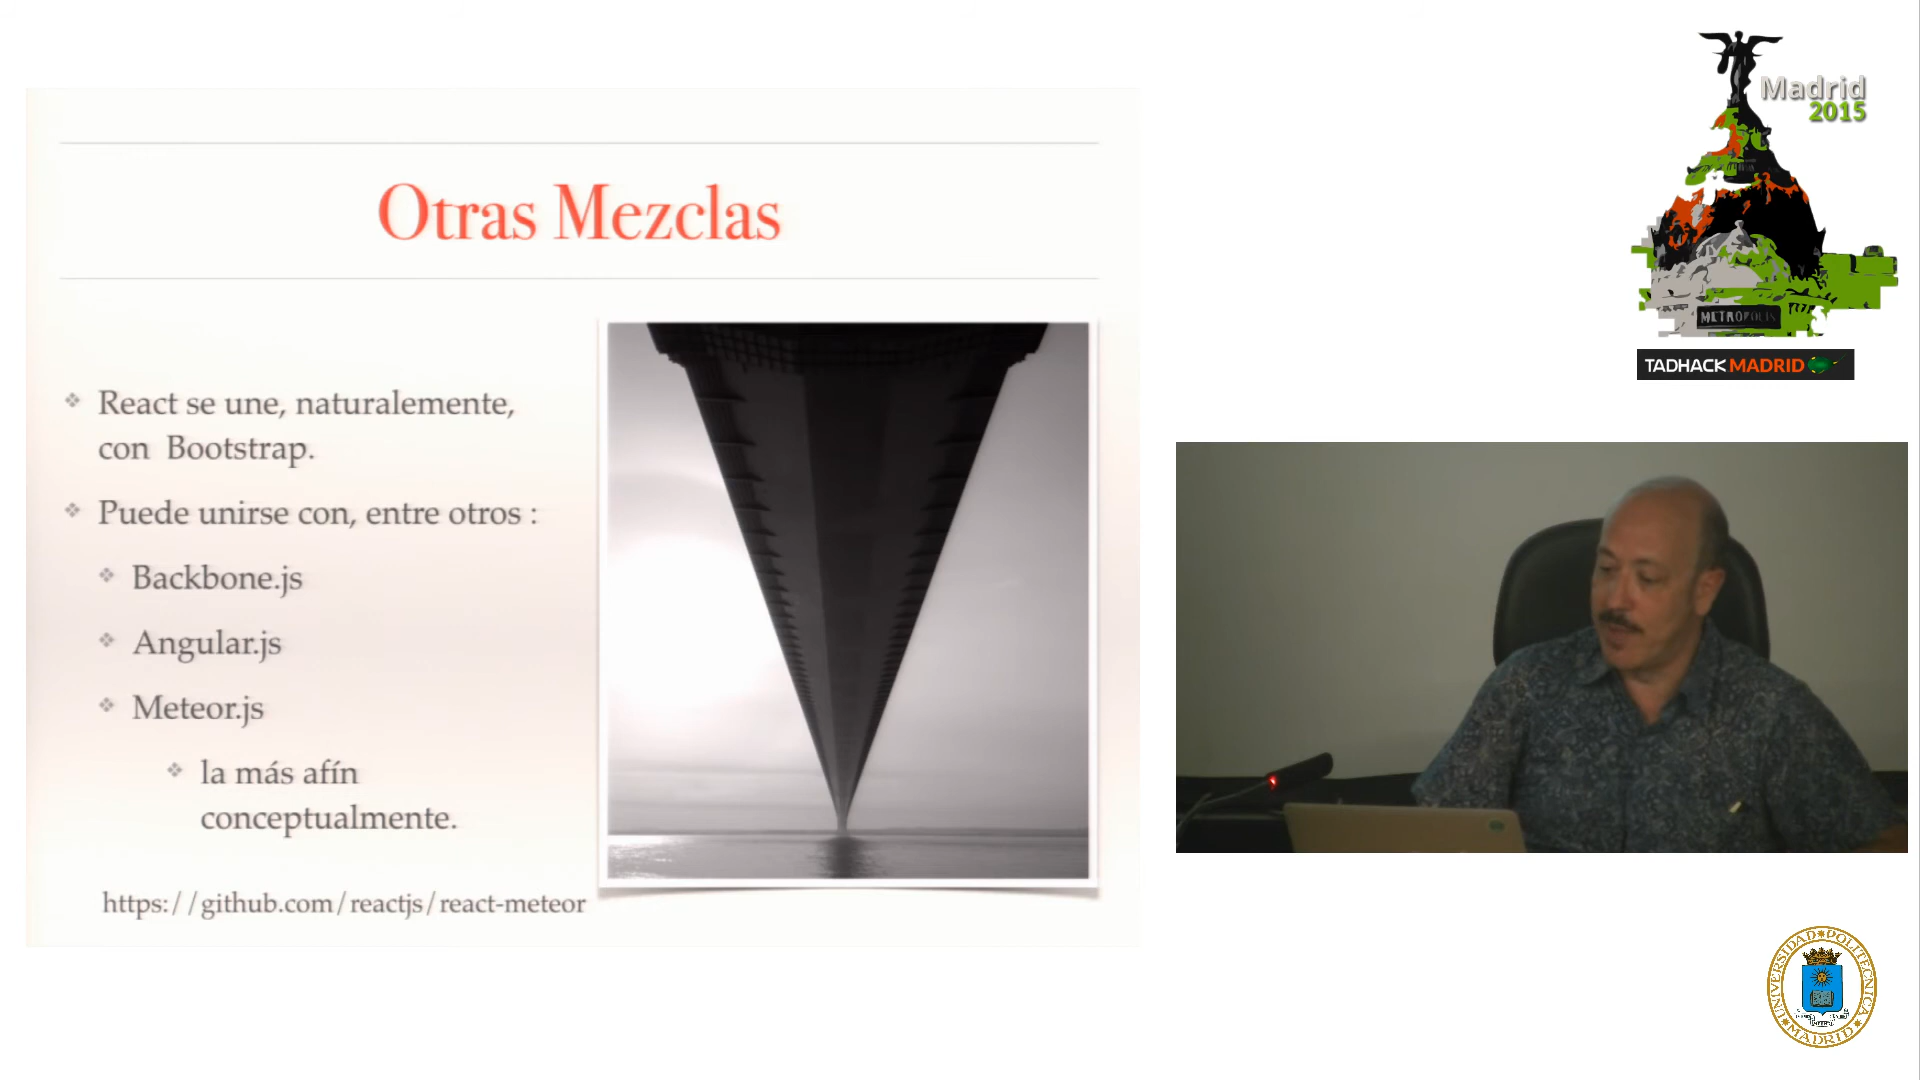 Otras Mezclas
React se une, naturalemente,
con Bootstrap.
Puede unirse con, entre otros :
Backbone.js
Angular.js
Meteor.js
la más afín
conceptualmente.
https://github.com/reactjs/react-meteor
Madrid
2015
METROPOLIS
TADHACK MADRID
UNIVERSIDAD POLITECNICA
MADRID